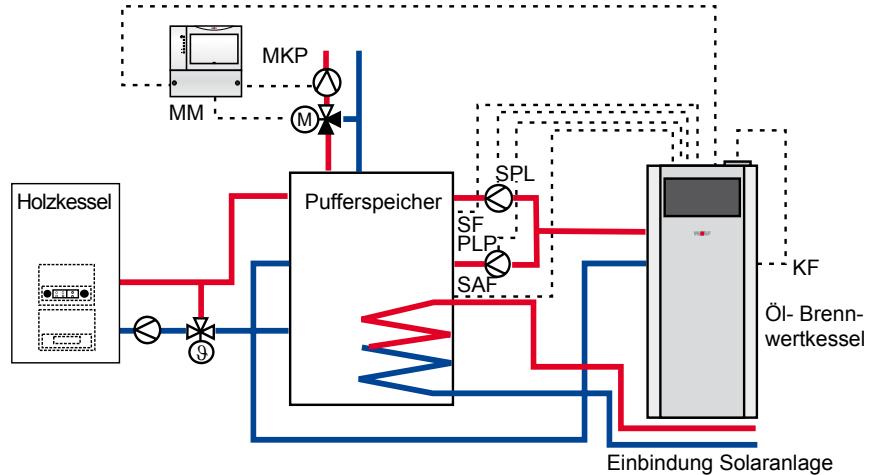 MKP
MM
M
Holzkessel
Pufferspeicher
SPL
SF
PLP
SAF
KF
Öl- Brenn-
wertkessel
ϑ
Einbindung Solaranlage